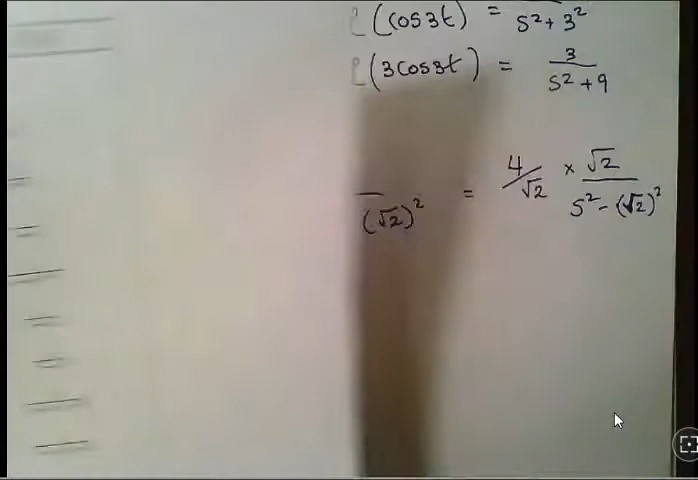 ℓ(cos3t) = s²+3²
ℓ(3cos3t) = 3/(s²+9)
(√2)² = 4/√2 × √2/(s²-(√2)²)